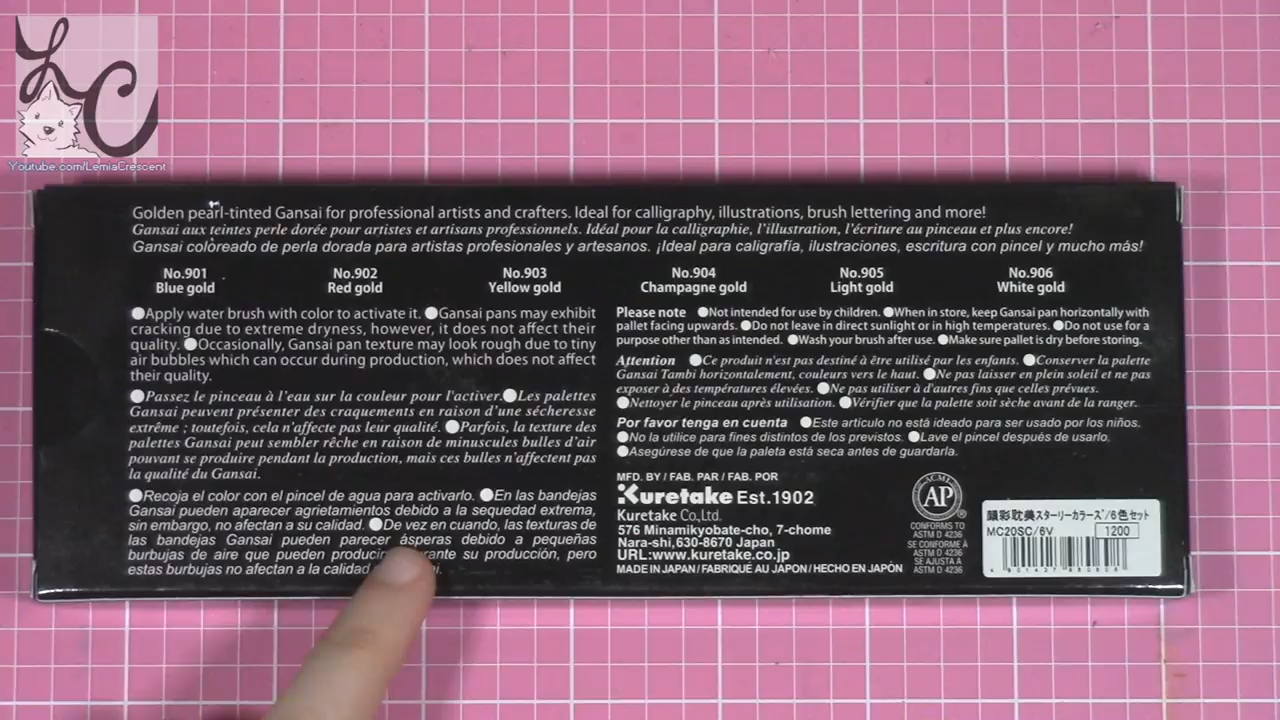 LC
Youtube.com/LemiaCrescent
Golden pearl-tinted Gansai for professional artists and crafters. Ideal for calligraphy, illustrations, brush lettering and more!
Gansai aux teintes perle dorée pour artistes et artisans professionnels. Idéal pour la calligraphie, l'illustration, l'écriture au pinceau et plus encore!
Gansai coloreado de perla dorada para artistas profesionales y artesanos. ¡Ideal para caligrafía, ilustraciones, escritura con pincel y mucho más!
No.901 No.902 No.903 No.904 No.905 No.906
Blue gold Red gold Yellow gold Champagne gold Light gold White gold
●Apply water brush with color to activate it. ●Gansai pans may exhibit
cracking due to extreme dryness, however, it does not affect their
quality. ●Occasionally, Gansai pan texture may look rough due to tiny
air bubbles which can occur during production, which does not affect
their quality.
●Passez le pinceau à l'eau sur la couleur pour l'activer. ●Les palettes
Gansai peuvent présenter des craquements en raison d'une sécheresse
extrême ; toutefois, cela n'affecte pas leur qualité. ●Parfois, la texture des
palettes Gansai peut sembler rêche en raison de minuscules bulles d'air
pouvant se produire pendant la production, mais ces bulles n'affectent pas
la qualité du Gansai.
●Recoja el color con el pincel de agua para activarlo. ●En las bandejas
Gansai pueden aparecer agrietamientos debido a la sequedad extrema,
sin embargo, no afectan a su calidad. ●De vez en cuando, las texturas de
las bandejas Gansai pueden parecer ásperas debido a pequeñas
burbujas de aire que pueden producir su producción, pero
estas burbujas no afectan a la calidad
Please note ●Not intended for use by children. ●When in store, keep Gansai pan horizontally with
pallet facing upwards. ●Do not leave in direct sunlight or in high temperatures. ●Do not use for a
purpose other than as intended. ●Wash your brush after use. ●Make sure pallet is dry before storing.
Attention ●Ce produit n'est pas destiné à être utilisé par les enfants. ●Conserver la palette
Gansai Tambi horizontalement, couleurs vers le haut. ●Ne pas laisser en plein soleil et ne pas
exposer à des températures élevées. ●Ne pas utiliser à d'autres fins que celles prévues.
●Nettoyer le pinceau après utilisation. ●Vérifier que la palette soit sèche avant de la ranger.
Por favor tenga en cuenta ●Este artículo no está ideado para ser usado por los niños.
●No la utilice para fines distintos de los previstos. ●Lave el pincel después de usarlo.
●Asegúrese de que la paleta está seca antes de guardarla.
MFD. BY / FAB. PAR / FAB. POR
Kuretake Est.1902
Kuretake Co.,Ltd.
576 Minamikyobate-cho, 7-chome
Nara-shi, 630-8670 Japan
URL:www.kuretake.co.jp
MADE IN JAPAN / FABRIQUÉ AU JAPON / HECHO EN JAPÓN
ACMI
AP
CONFORMS TO
ASTM D 4236
SE CONFORME À
ASTM D 4236
SE AJUSTA A
ASTM D 4236
顔彩耽美スターリーカラーズ/6色セット
MC20SC/6V 1200